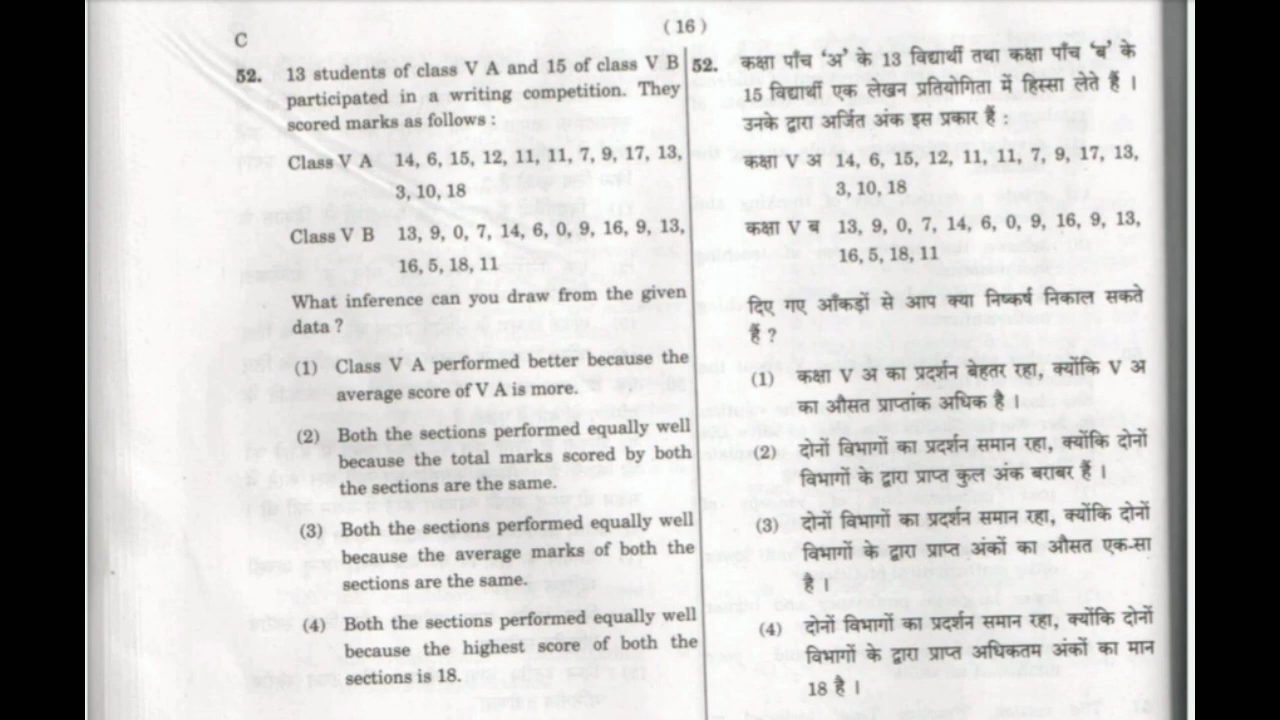 C
(16)
52. 13 students of class V A and 15 of class V B
participated in a writing competition. They
scored marks as follows :
Class V A 14, 6, 15, 12, 11, 11, 7, 9, 17, 13,
3, 10, 18
Class V B 13, 9, 0, 7, 14, 6, 0, 9, 16, 9, 13,
16, 5, 18, 11
What inference can you draw from the given
data ?
(1) Class V A performed better because the
average score of V A is more.
(2) Both the sections performed equally well
because the total marks scored by both
the sections are the same.
(3) Both the sections performed equally well
because the average marks of both the
sections are the same.
(4) Both the sections performed equally well
because the highest score of both the
sections is 18.
52. कक्षा पाँच ‘अ’ के 13 विद्यार्थी तथा कक्षा पाँच ‘ब’ के
15 विद्यार्थी एक लेखन प्रतियोगिता में हिस्सा लेते हैं ।
उनके द्वारा अर्जित अंक इस प्रकार हैं :
कक्षा V अ 14, 6, 15, 12, 11, 11, 7, 9, 17, 13,
3, 10, 18
कक्षा V ब 13, 9, 0, 7, 14, 6, 0, 9, 16, 9, 13,
16, 5, 18, 11
दिए गए आँकड़ों से आप क्या निष्कर्ष निकाल सकते
हैं ?
(1) कक्षा V अ का प्रदर्शन बेहतर रहा, क्योंकि V अ
का औसत प्राप्तांक अधिक है ।
(2) दोनों विभागों का प्रदर्शन समान रहा, क्योंकि दोनों
विभागों के द्वारा प्राप्त कुल अंक बराबर हैं ।
(3) दोनों विभागों का प्रदर्शन समान रहा, क्योंकि दोनों
विभागों के द्वारा प्राप्त अंकों का औसत एक-सा
है ।
(4) दोनों विभागों का प्रदर्शन समान रहा, क्योंकि दोनों
विभागों के द्वारा प्राप्त अधिकतम अंकों का मान
18 है ।